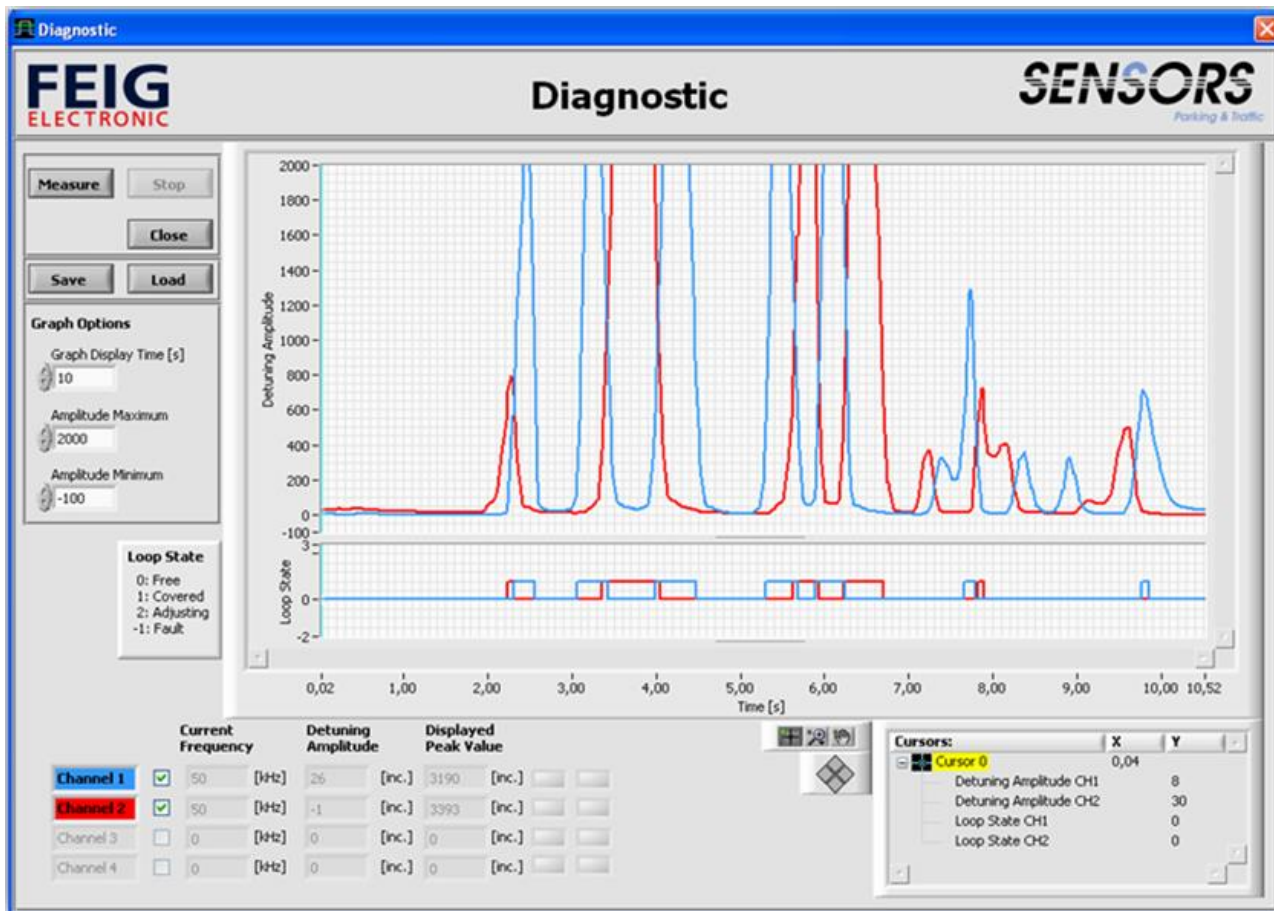 Diagnostic
FEIG
ELECTRONIC
Diagnostic
SENSORS
Parking & Traffic
Measure Stop
Close
Save Load
Graph Options
Graph Display Time [s]
10
Amplitude Maximum
2000
Amplitude Minimum
-100
Loop State
0: Free
1: Covered
2: Adjusting
-1: Fault
Detuning Amplitude
2000
1800
1600
1400
1200
1000
800
600
400
200
0
-100
Loop State
3
0
-2
0,02 1,00 2,00 3,00 4,00 5,00 6,00 7,00 8,00 9,00 10,00 10,52
Time [s]
Current Frequency Detuning Amplitude Displayed Peak Value
Channel 1 50 [kHz] 26 [inc.] 3190 [inc.]
Channel 2 50 [kHz] -1 [inc.] 3393 [inc.]
Channel 3 0 [kHz] 0 [inc.] 0 [inc.]
Channel 4 0 [kHz] 0 [inc.] 0 [inc.]
Cursors: X Y
Cursor 0 0,04
Detuning Amplitude CH1 8
Detuning Amplitude CH2 30
Loop State CH1 0
Loop State CH2 0